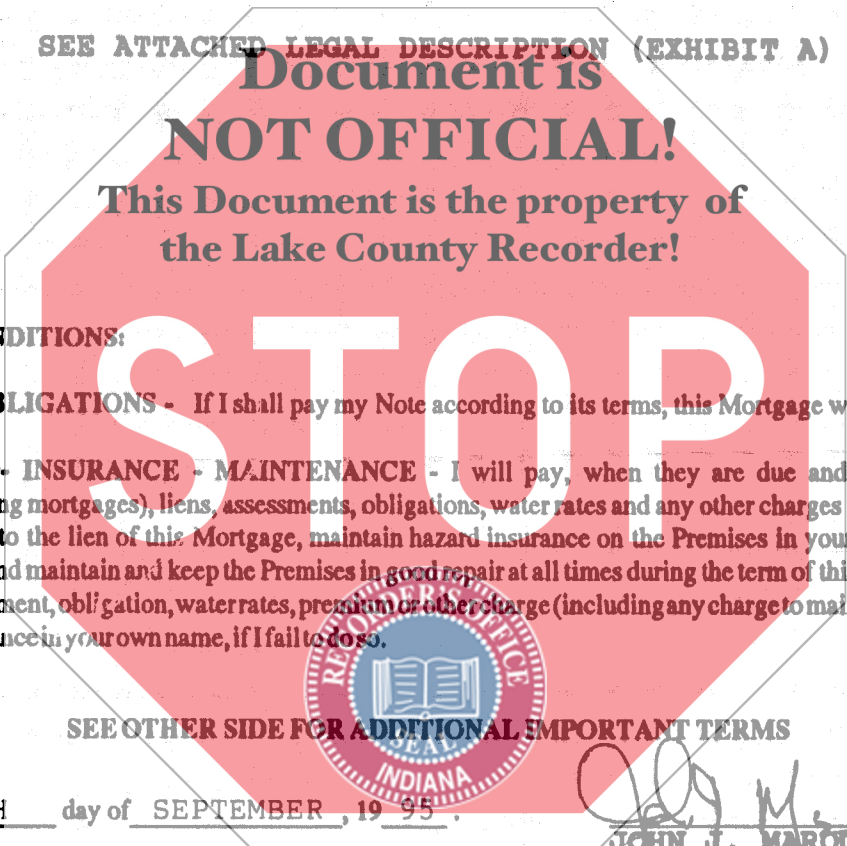 SEE ATTACHED LEGAL DESCRIPTION (EXHIBIT A)
Document is
NOT OFFICIAL!
This Document is the property of
the Lake County Recorder!
STOP
DITIONS:
LIGATIONS - If I shall pay my Note according to its terms, this Mortgage w
- INSURANCE - MAINTENANCE - I will pay, when they are due and
ng mortgages), liens, assessments, obligations, water rates and any other charges
to the lien of this Mortgage, maintain hazard insurance on the Premises in you
d maintain and keep the Premises in good repair at all times during the term of thi
ment, obligation, water rates, premium or other charge (including any charge to mai
nce in your own name, if I fail to do so.
RECORDER'S OFFICE
SEAL
INDIANA
SEE OTHER SIDE FOR ADDITIONAL IMPORTANT TERMS
H day of SEPTEMBER , 19 95 .
JOHN J.